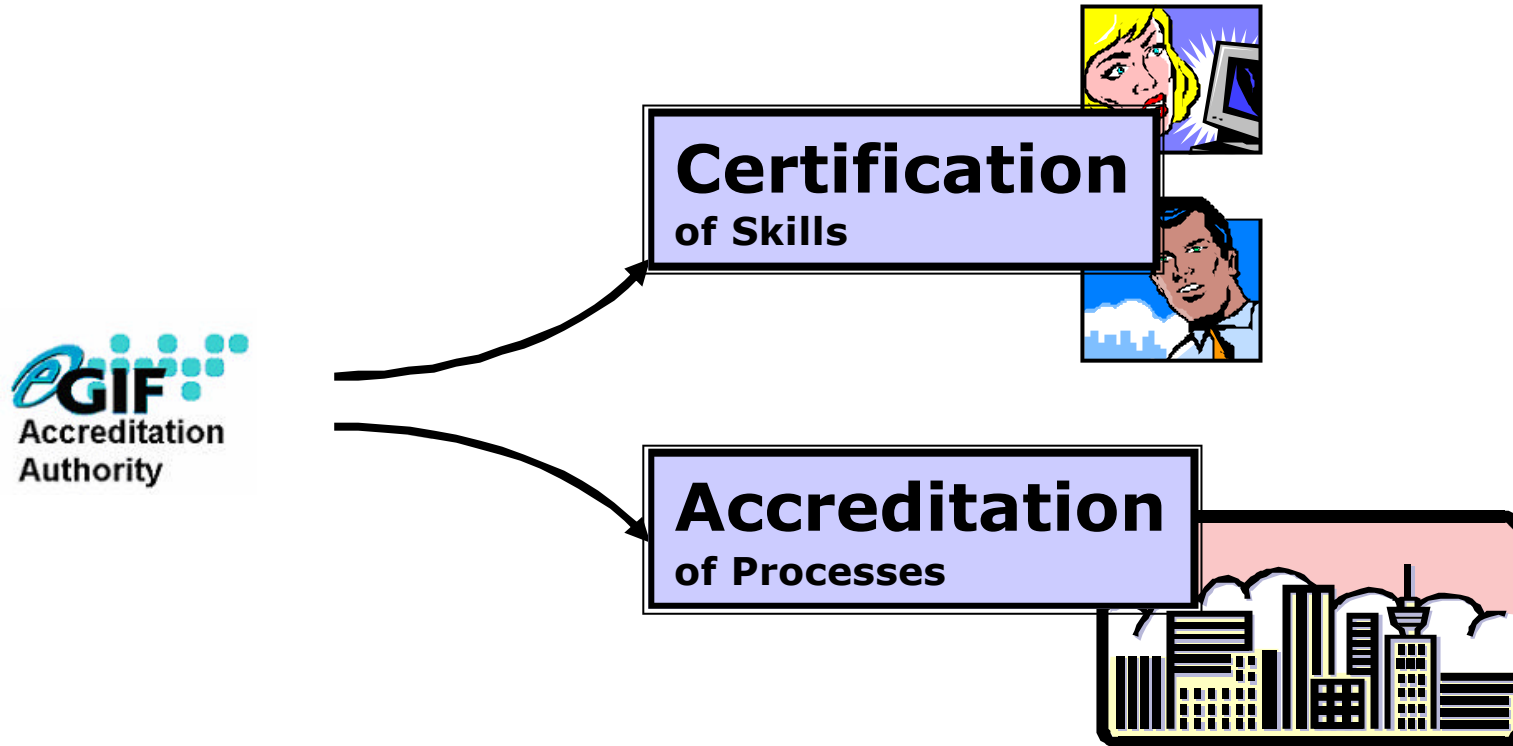 Certification
of Skills
eGIF
Accreditation
Authority
Accreditation
of Processes